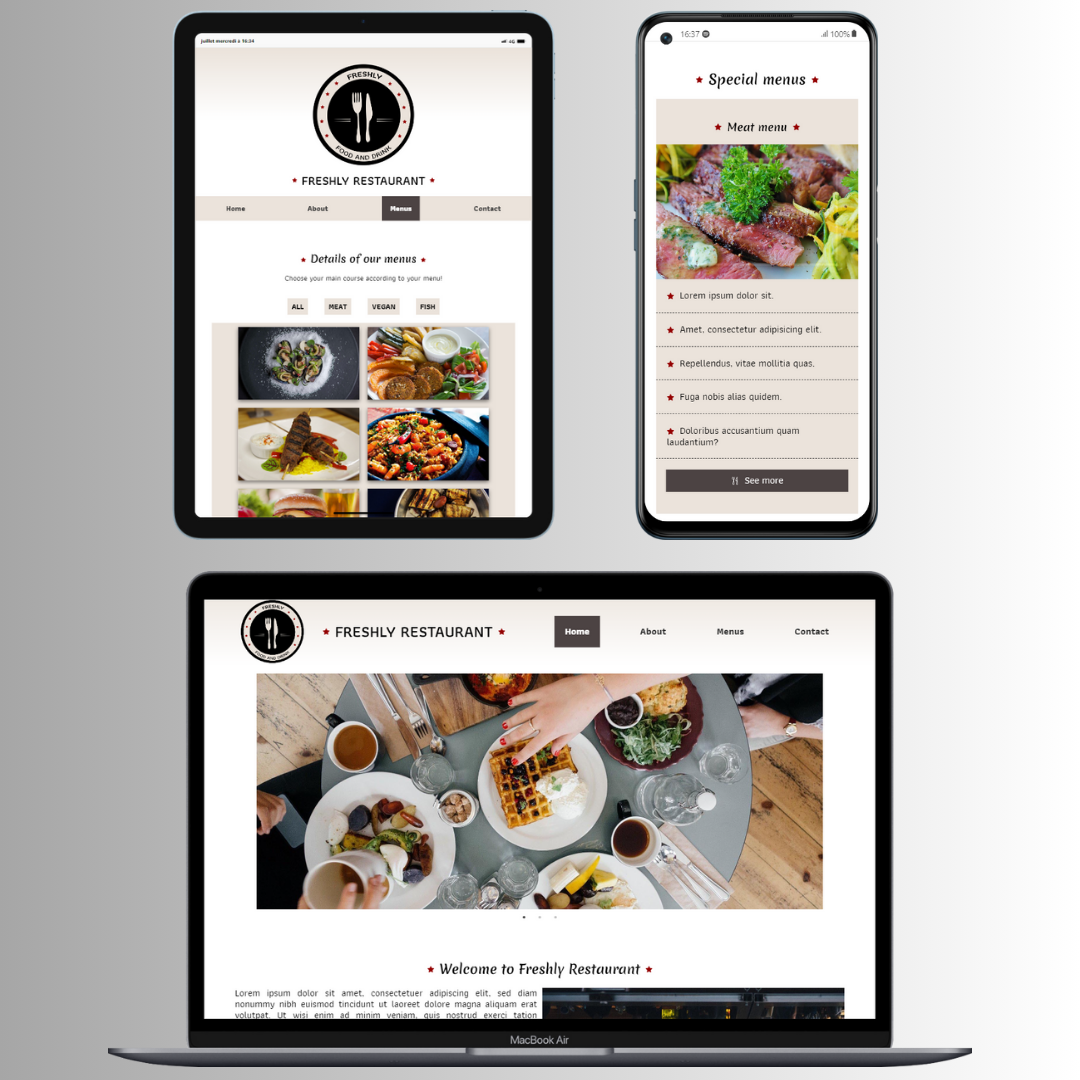 juillet mercredi à 16:34
4G
FRESHLY
FOOD AND DRINK
FRESHLY RESTAURANT
Home About Menus Contact
Details of our menus
Choose your main course according to your menu!
ALL MEAT VEGAN FISH
16:37 100%
Special menus
Meat menu
Lorem ipsum dolor sit.
Amet, consectetur adipisicing elit.
Repellendus, vitae mollitia quas,
Fuga nobis alias quidem.
Doloribus accusantium quam
laudantium?
See more
FRESHLY
FOOD AND DRINK
FRESHLY RESTAURANT
Home About Menus Contact
Welcome to Freshly Restaurant
Lorem ipsum dolor sit amet, consectetuer adipiscing elit, sed diam
nonummy nibh euismod tincidunt ut laoreet dolore magna aliquam erat
volutpat. Ut wisi enim ad minim veniam, quis nostrud exerci tation
MacBook Air